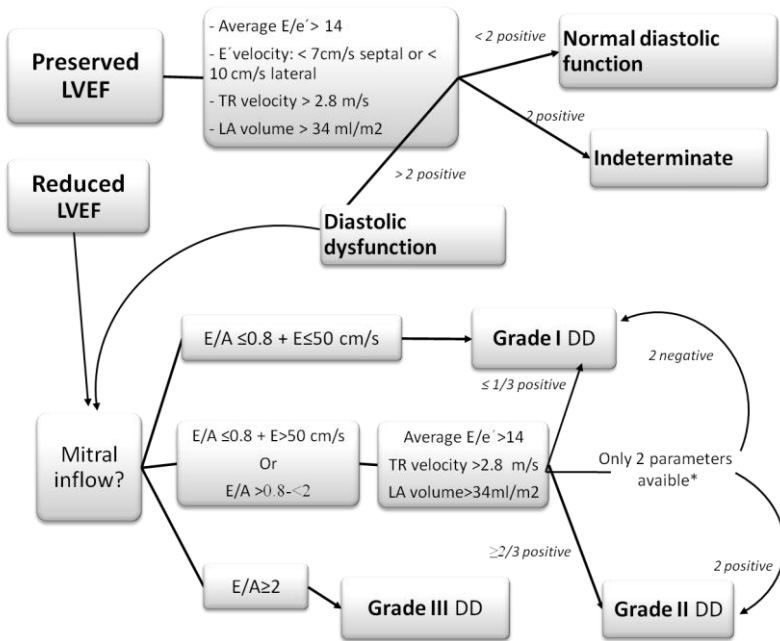 Preserved
LVEF
- Average E/e´> 14
- E´velocity: < 7cm/s septal or <
10 cm/s lateral
- TR velocity > 2.8 m/s
- LA volume > 34 ml/m2
< 2 positive
Normal diastolic
function
2 positive
Indeterminate
> 2 positive
Diastolic
dysfunction
Reduced
LVEF
Mitral
inflow?
E/A ≤0.8 + E≤50 cm/s
Grade I DD
≤ 1/3 positive
2 negative
E/A ≤0.8 + E>50 cm/s
Or
E/A >0.8-<2
Average E/e´>14
TR velocity >2.8 m/s
LA volume>34ml/m2
Only 2 parameters
avaible*
≥2/3 positive
2 positive
E/A≥2
Grade III DD
Grade II DD